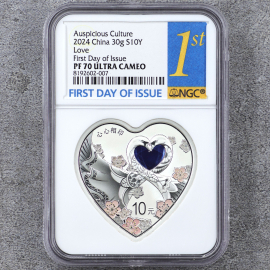 Auspicious Culture
2024 China 30g S10Y
Love
First Day of Issue
PF 70 ULTRA CAMEO
8192602-007
1st
FIRST DAY OF ISSUE
NGC
心心相印
10元